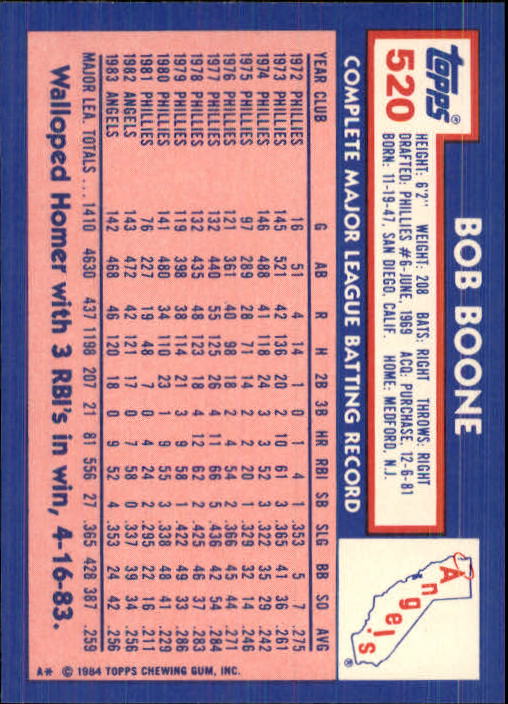 topps®
520
BOB BOONE
HEIGHT: 6'2" WEIGHT: 208 BATS: RIGHT THROWS: RIGHT
DRAFTED: PHILLIES #6-JUNE, 1969 ACQ: PURCHASE, 12-6-81
BORN: 11-19-47, SAN DIEGO, CALIF. HOME: MEDFORD, N.J.
Angels ®
COMPLETE MAJOR LEAGUE BATTING RECORD
YEAR CLUB G AB R H 2B 3B HR RBI SB SLG BB SO AVG
1972 PHILLIES 16 51 4 14 1 0 1 4 1 .353 5 7 .275
1973 PHILLIES 145 521 42 136 20 2 10 61 3 .365 41 36 .261
1974 PHILLIES 146 488 41 118 24 3 3 52 3 .322 35 29 .242
1975 PHILLIES 97 289 28 71 14 2 2 20 1 .329 32 14 .246
1976 PHILLIES 121 361 40 98 18 2 4 54 2 .366 45 44 .271
1977 PHILLIES 132 440 55 125 26 4 11 66 5 .436 42 54 .284
1978 PHILLIES 132 435 48 123 18 4 12 62 2 .425 46 37 .283
1979 PHILLIES 119 398 38 114 21 3 9 58 1 .422 49 33 .286
1980 PHILLIES 141 480 34 110 23 1 9 55 3 .338 48 41 .229
1981 PHILLIES 76 227 19 48 7 0 4 24 2 .295 22 16 .211
1982 ANGELS 143 472 42 121 17 0 7 58 0 .337 39 34 .256
1983 ANGELS 142 468 46 120 18 0 9 52 4 .353 24 42 .256
MAJOR LEA. TOTALS ... 1410 4630 437 1198 207 21 81 556 27 .365 428 387 .259
Walloped Homer with 3 RBI's in win, 4-16-83.
A* © 1984 TOPPS CHEWING GUM, INC.